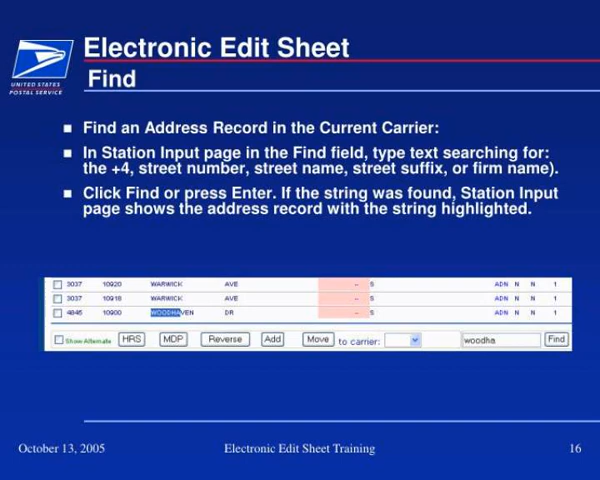 Electronic Edit Sheet
Find
UNITED STATES
POSTAL SERVICE
Find an Address Record in the Current Carrier:
In Station Input page in the Find field, type text searching for:
the +4, street number, street name, street suffix, or firm name).
Click Find or press Enter. If the string was found, Station Input
page shows the address record with the string highlighted.
3037 10920 WARWICK AVE -- S ADN N N 1
3037 10918 WARWICK AVE -- S ADN N N 1
4845 10900 WOODHAVEN DR -- S ADN N N 1
Show Alternate HRS MDP Reverse Add Move to carrier: woodha Find
October 13, 2005 Electronic Edit Sheet Training 16